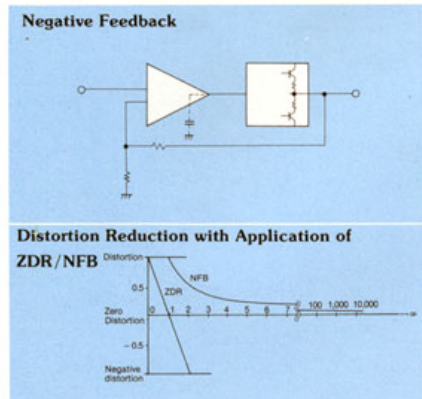 Negative Feedback
Distortion Reduction with Application of
ZDR/NFB
Distortion
NFB
0.5
ZDR
Zero
Distortion
0 1 2 3 4 5 6 7 100 1,000 10,000
-0.5
Negative
distortion